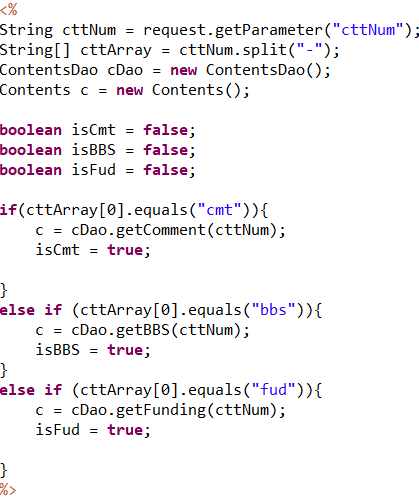 <%
String cttNum = request.getParameter("cttNum");
String[] cttArray = cttNum.split("-");
ContentsDao cDao = new ContentsDao();
Contents c = new Contents();

boolean isCmt = false;
boolean isBBS = false;
boolean isFud = false;

if(cttArray[0].equals("cmt")){
    c = cDao.getComment(cttNum);
    isCmt = true;

}
else if (cttArray[0].equals("bbs")){
    c = cDao.getBBS(cttNum);
    isBBS = true;
}
else if (cttArray[0].equals("fud")){
    c = cDao.getFunding(cttNum);
    isFud = true;

}
%>